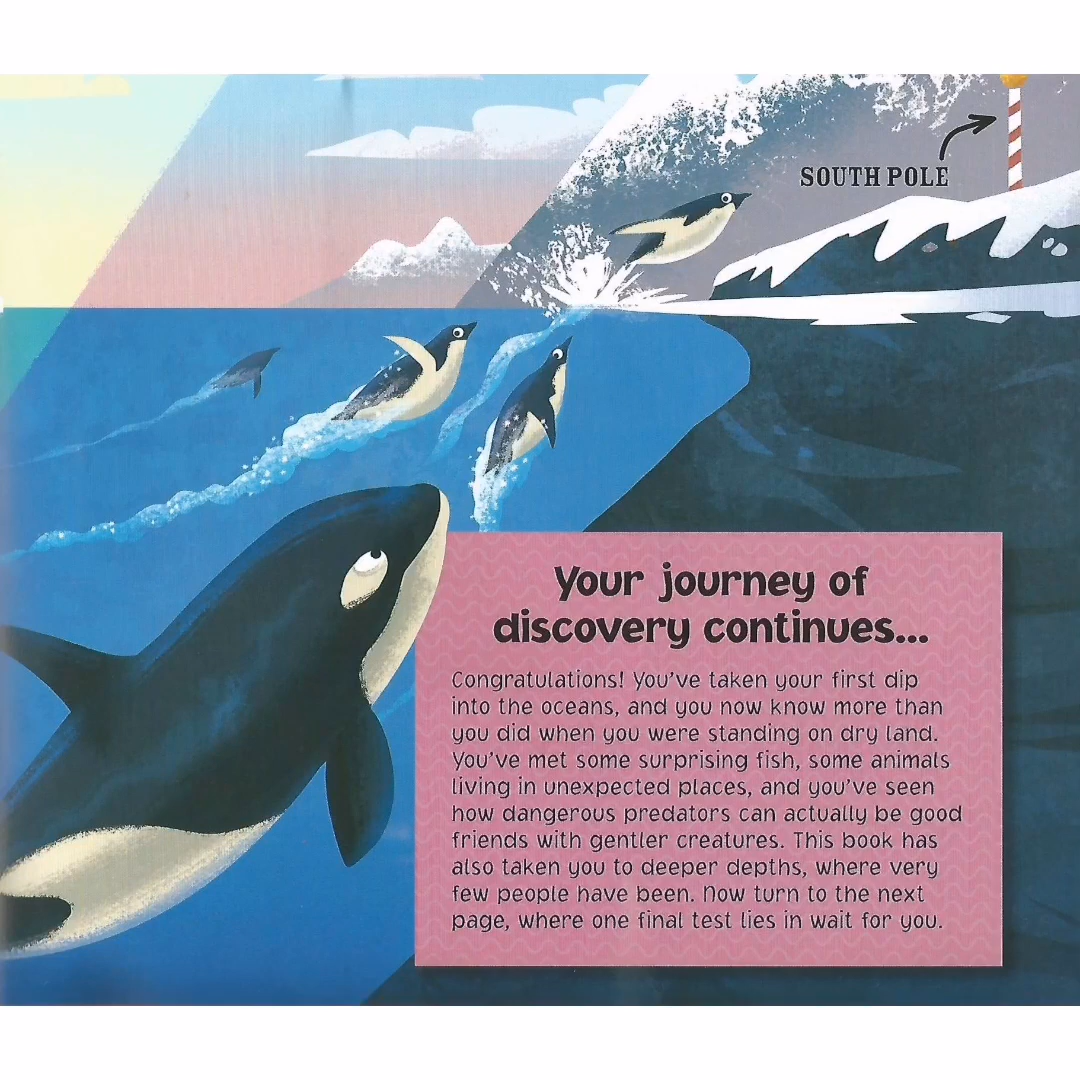 SOUTH POLE
Your journey of
discovery continues...
Congratulations! You've taken your first dip
into the oceans, and you now know more than
you did when you were standing on dry land.
You've met some surprising fish, some animals
living in unexpected places, and you've seen
how dangerous predators can actually be good
friends with gentler creatures. This book has
also taken you to deeper depths, where very
few people have been. Now turn to the next
page, where one final test lies in wait for you.